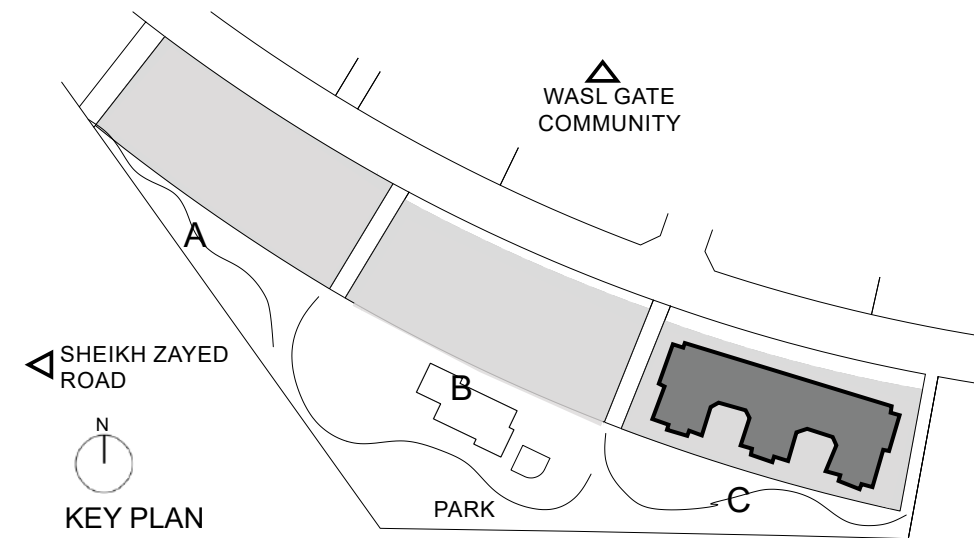 WASL GATE
COMMUNITY
A
SHEIKH ZAYED
ROAD
B
N
C
PARK
KEY PLAN